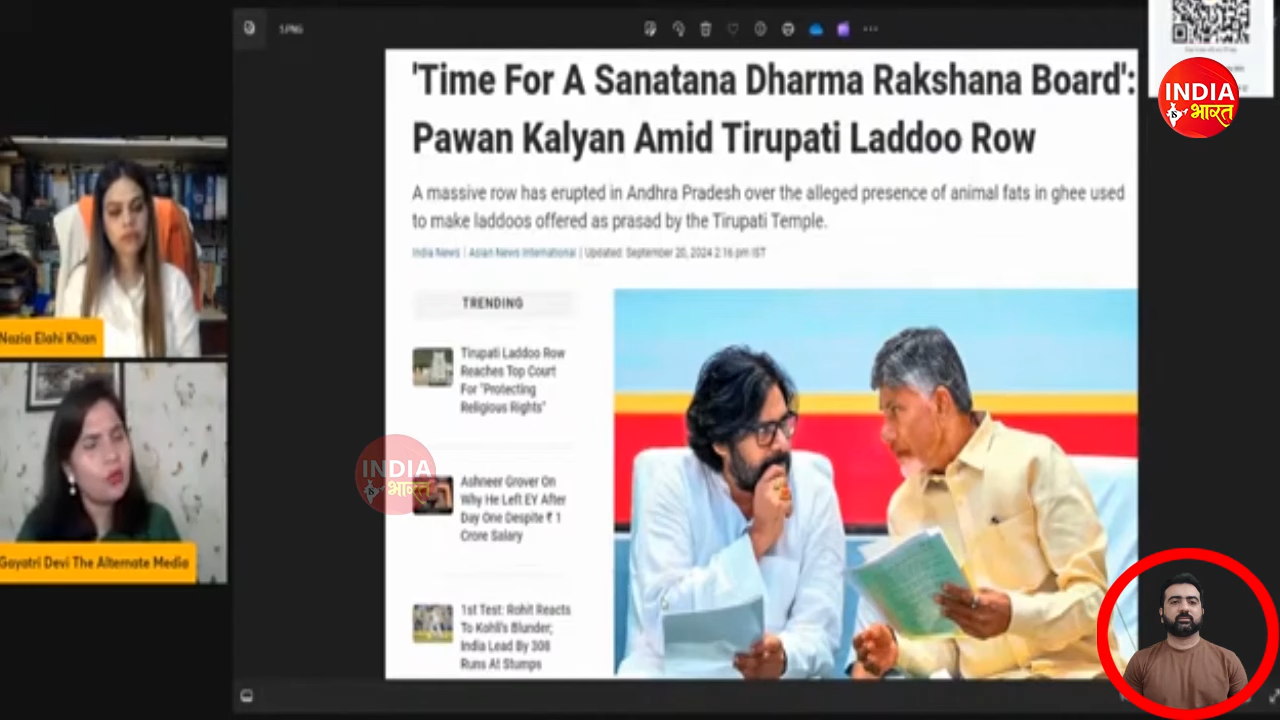 5.PNG
'Time For A Sanatana Dharma Rakshana Board':
Pawan Kalyan Amid Tirupati Laddoo Row
A massive row has erupted in Andhra Pradesh over the alleged presence of animal fats in ghee used
to make laddoos offered as prasad by the Tirupati Temple.
India News | Asian News International | Updated: September 20, 2024 2:16 pm IST
TRENDING
Tirupati Laddoo Row
Reaches Top Court
For "Protecting
Religious Rights"
Ashneer Grover On
Why He Left EY After
Day One Despite ₹ 1
Crore Salary
1st Test: Rohit Reacts
To Kohli's Blunder;
India Lead By 308
Runs At Stumps
Nazia Elahi Khan
Gayatri Devi The Alternate Media
INDIA
भारत
INDIA
भारत